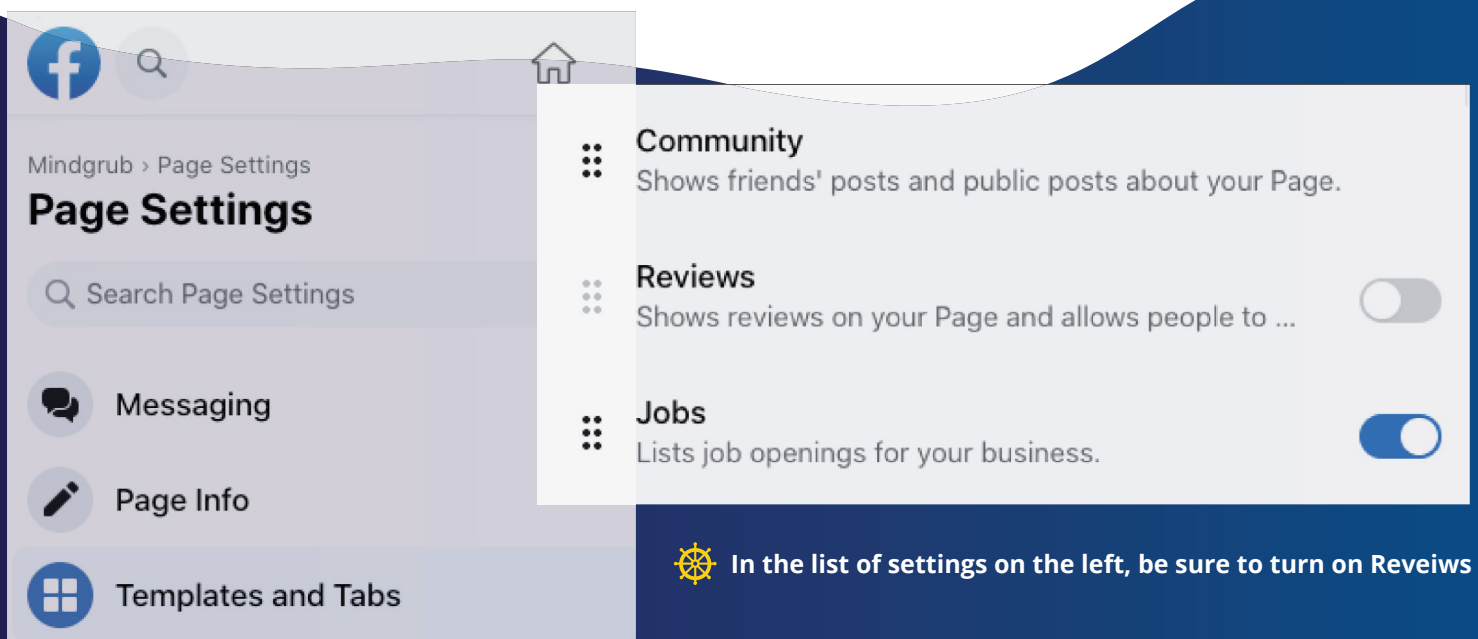 Mindgrub › Page Settings
Page Settings
Search Page Settings
Messaging
Page Info
Templates and Tabs
Community
Shows friends' posts and public posts about your Page.
Reviews
Shows reviews on your Page and allows people to ...
Jobs
Lists job openings for your business.
In the list of settings on the left, be sure to turn on Reveiws